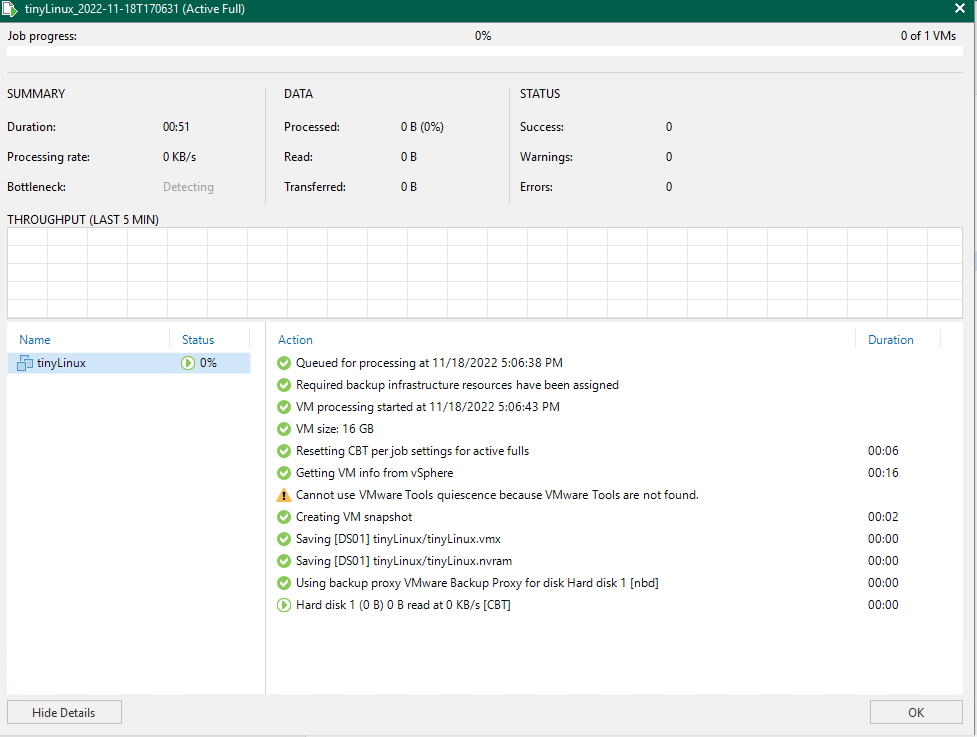 tinyLinux_2022-11-18T170631 (Active Full)
Job progress: 0% 0 of 1 VMs
SUMMARY DATA STATUS
Duration: 00:51 Processed: 0 B (0%) Success: 0
Processing rate: 0 KB/s Read: 0 B Warnings: 0
Bottleneck: Detecting Transferred: 0 B Errors: 0
THROUGHPUT (LAST 5 MIN)
Name Status Action Duration
tinyLinux 0% Queued for processing at 11/18/2022 5:06:38 PM
Required backup infrastructure resources have been assigned
VM processing started at 11/18/2022 5:06:43 PM
VM size: 16 GB
Resetting CBT per job settings for active fulls 00:06
Getting VM info from vSphere 00:16
Cannot use VMware Tools quiescence because VMware Tools are not found.
Creating VM snapshot 00:02
Saving [DS01] tinyLinux/tinyLinux.vmx 00:00
Saving [DS01] tinyLinux/tinyLinux.nvram 00:00
Using backup proxy VMware Backup Proxy for disk Hard disk 1 [nbd] 00:00
Hard disk 1 (0 B) 0 B read at 0 KB/s [CBT] 00:00
Hide Details OK